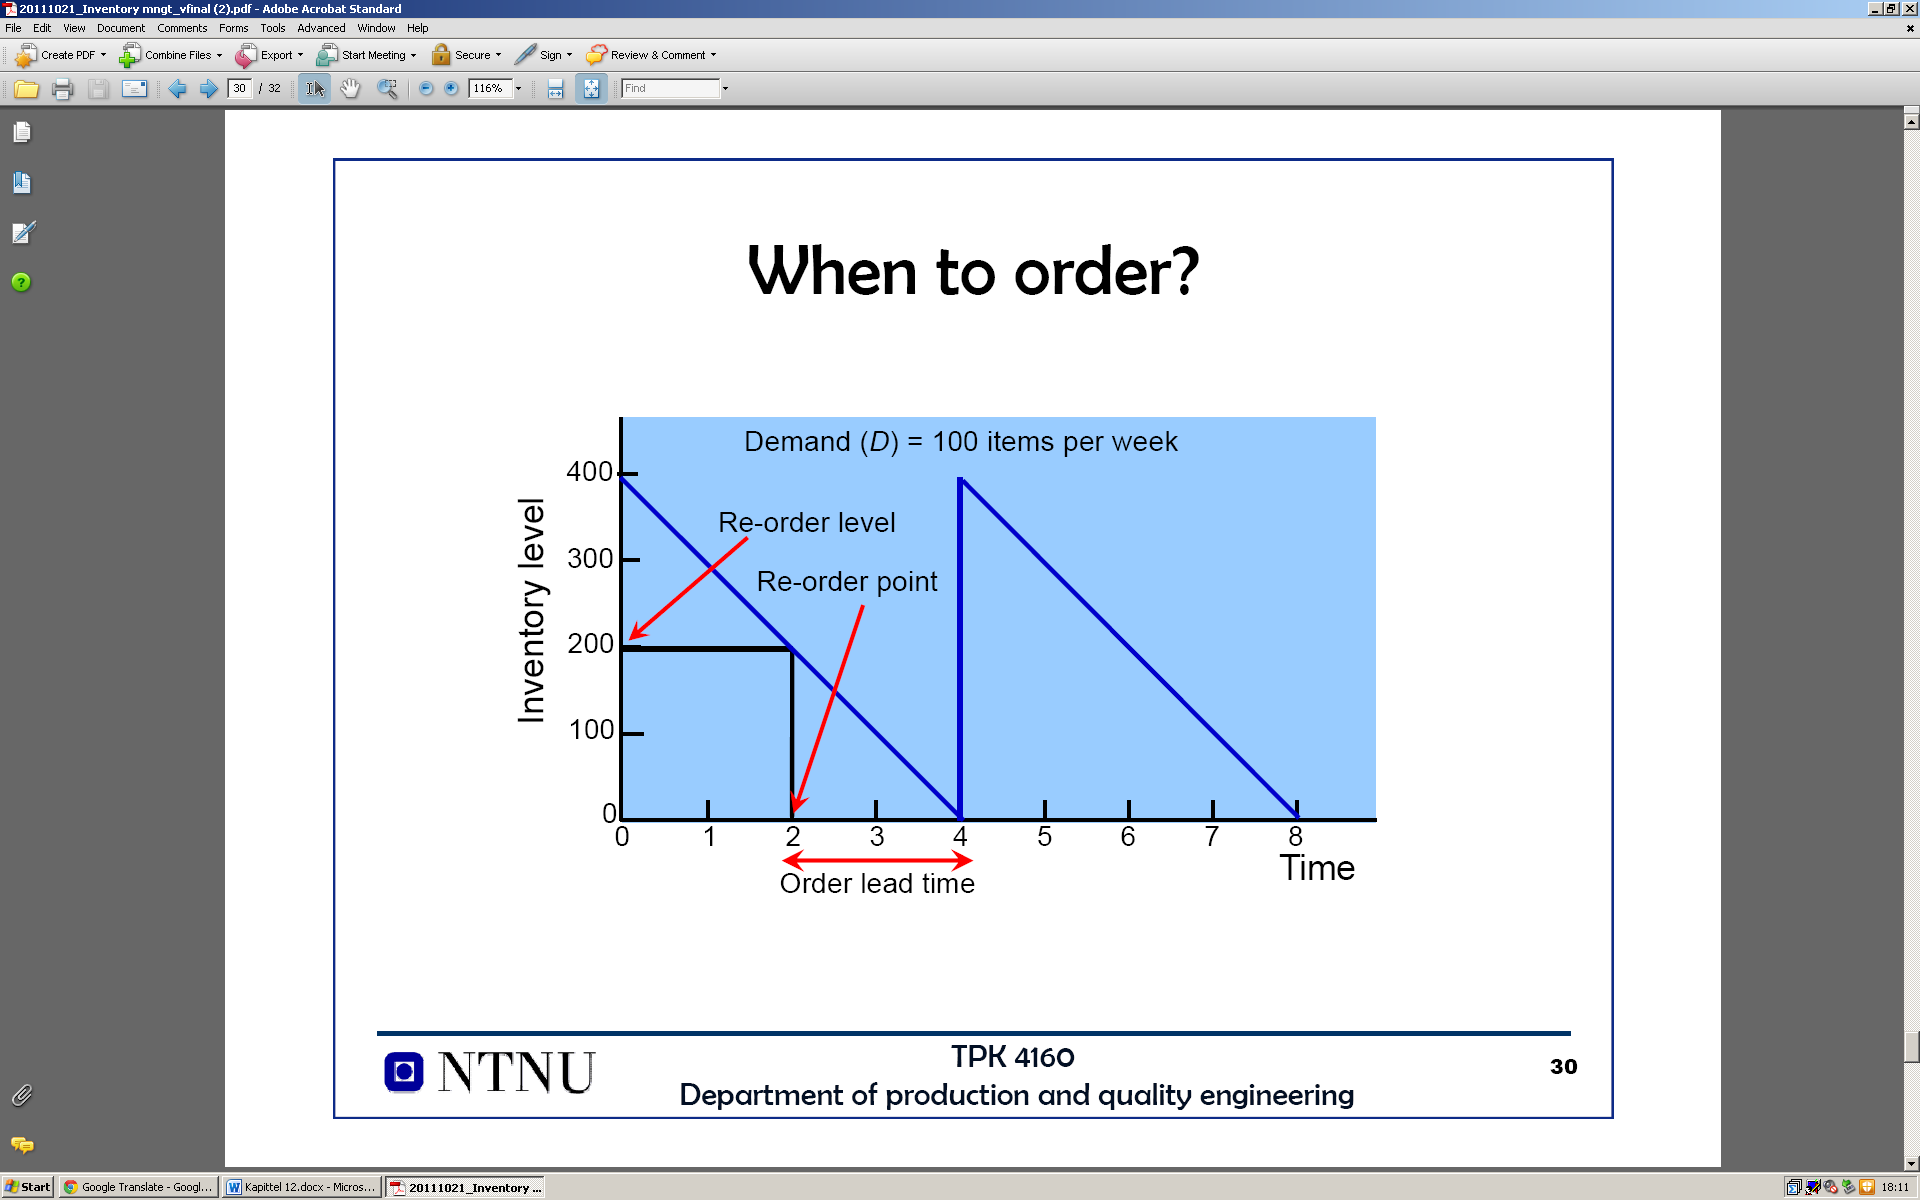 20111021_Inventory mngt_vfinal (2).pdf - Adobe Acrobat Standard
File Edit View Document Comments Forms Tools Advanced Window Help
Create PDF Combine Files Export Start Meeting Secure Sign Review & Comment
30 / 32 116% Find
When to order?
Demand (D) = 100 items per week
Inventory level
400
300
200
100
0
Re-order level
Re-order point
0 1 2 3 4 5 6 7 8
Time
Order lead time
NTNU
TPK 4160
Department of production and quality engineering
30
Start Google Translate - Googl... Kapittel 12.docx - Micros... 20111021_Inventory ... 18:11